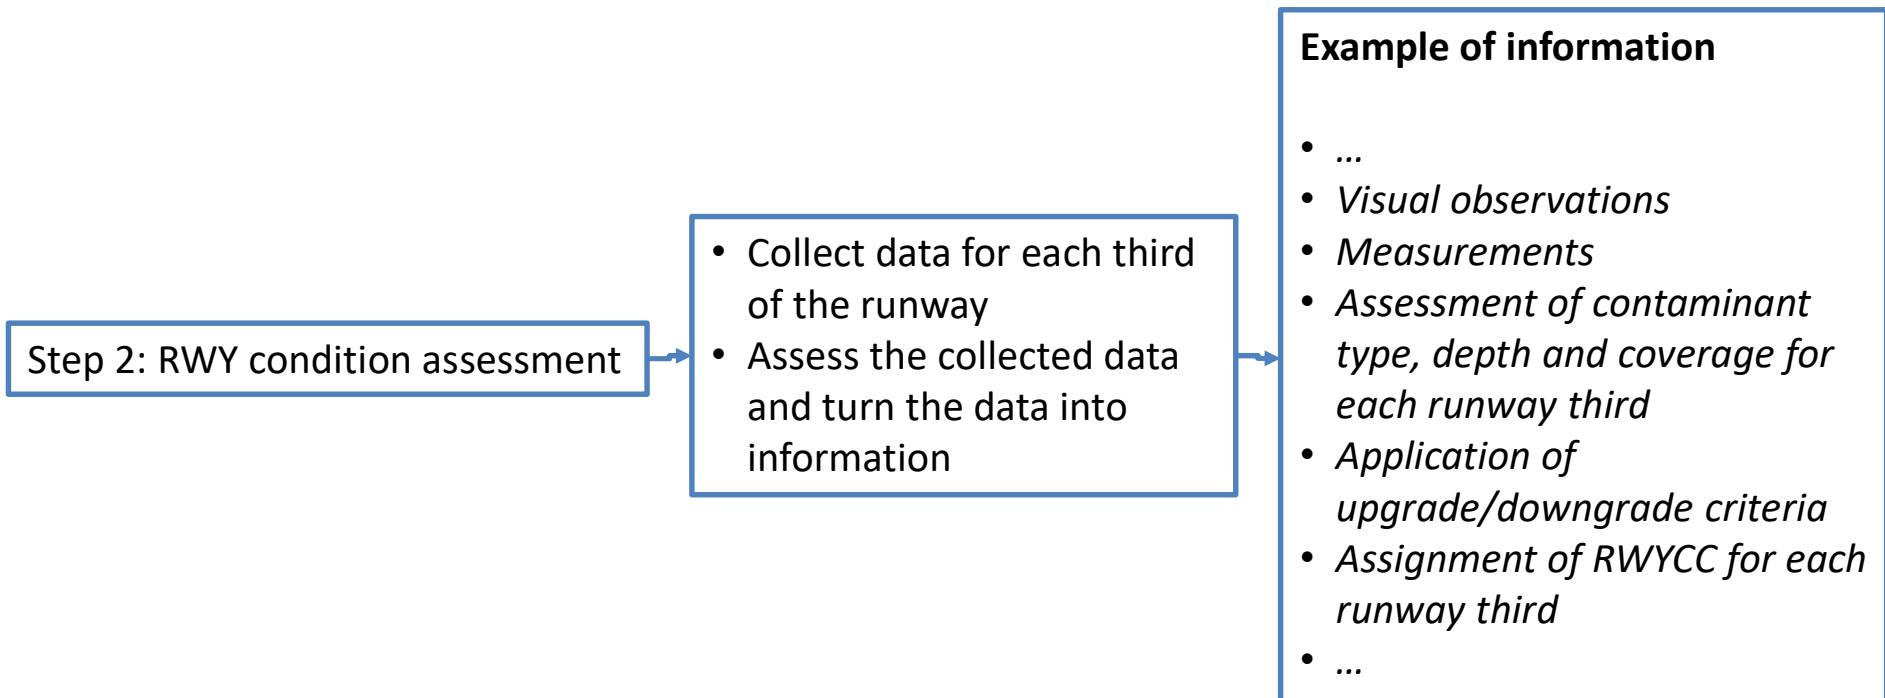 Step 2: RWY condition assessment
• Collect data for each third
of the runway
• Assess the collected data
and turn the data into
information
Example of information
• …
• Visual observations
• Measurements
• Assessment of contaminant
type, depth and coverage for
each runway third
• Application of
upgrade/downgrade criteria
• Assignment of RWYCC for each
runway third
• …